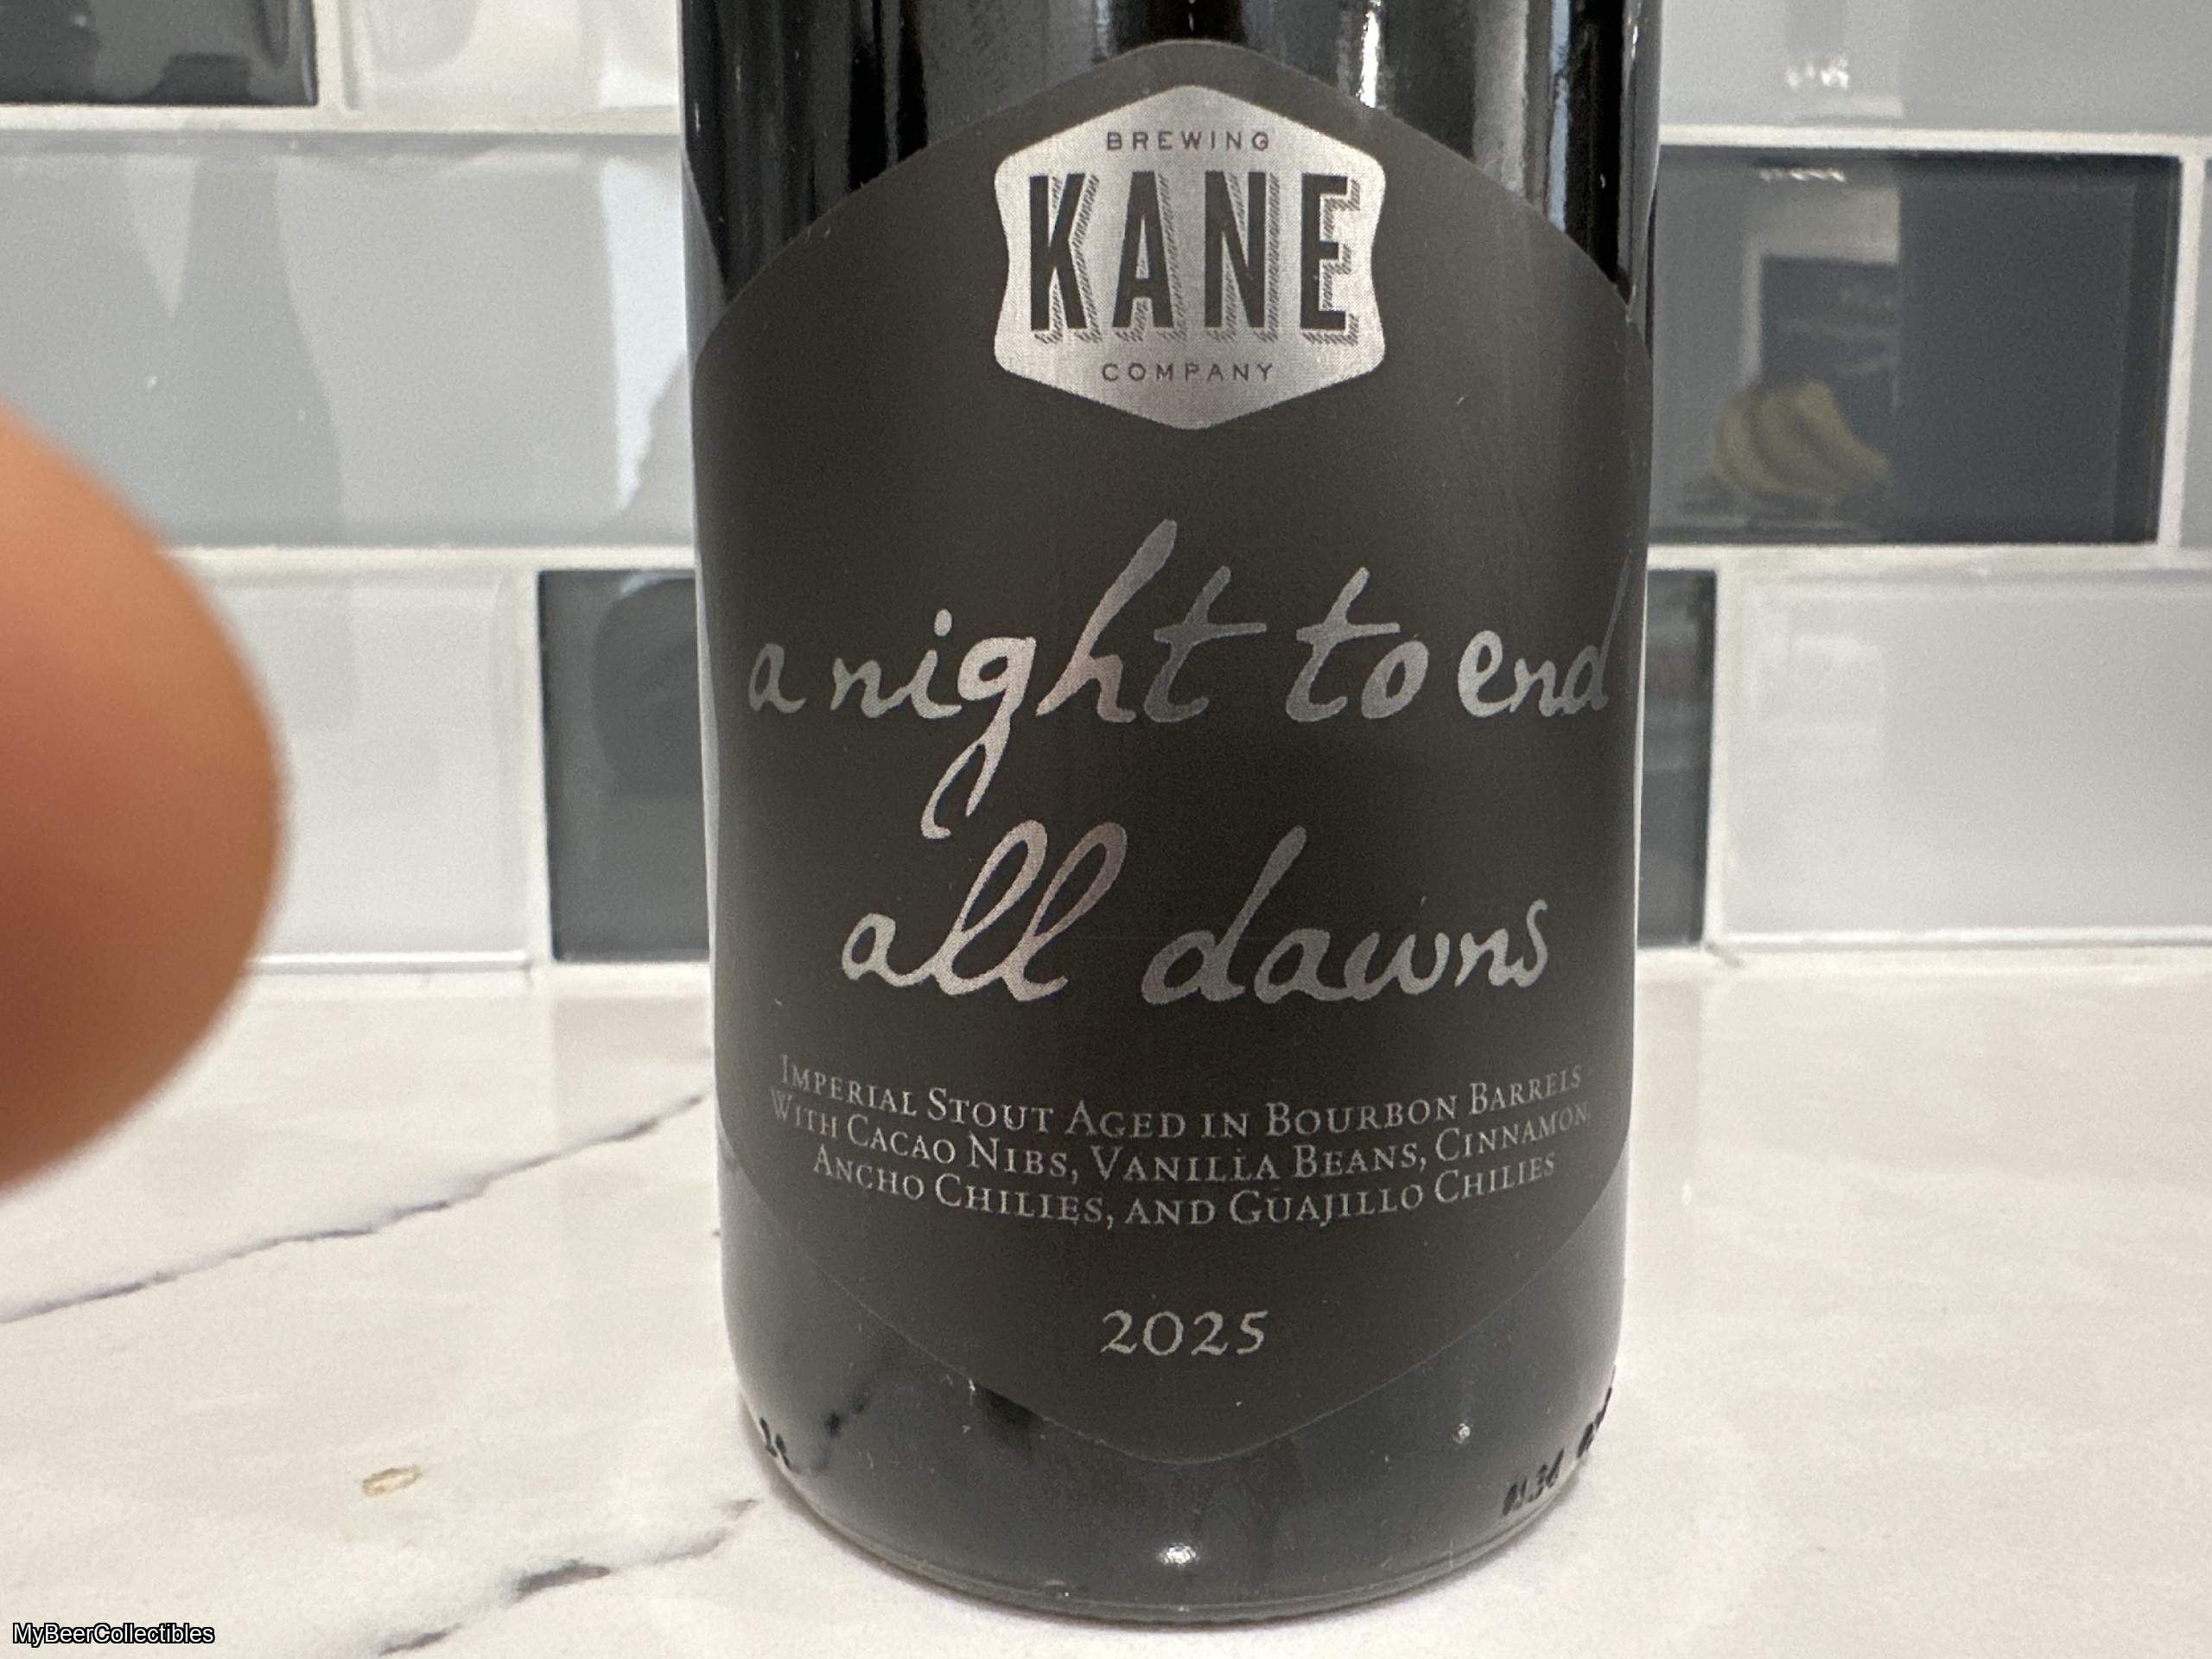 BREWING
KANE
COMPANY
a night to end
all dawns
IMPERIAL STOUT AGED IN BOURBON BARRELS
WITH CACAO NIBS, VANILLA BEANS, CINNAMON,
ANCHO CHILIES, AND GUAJILLO CHILIES
2025
MyBeerCollectibles